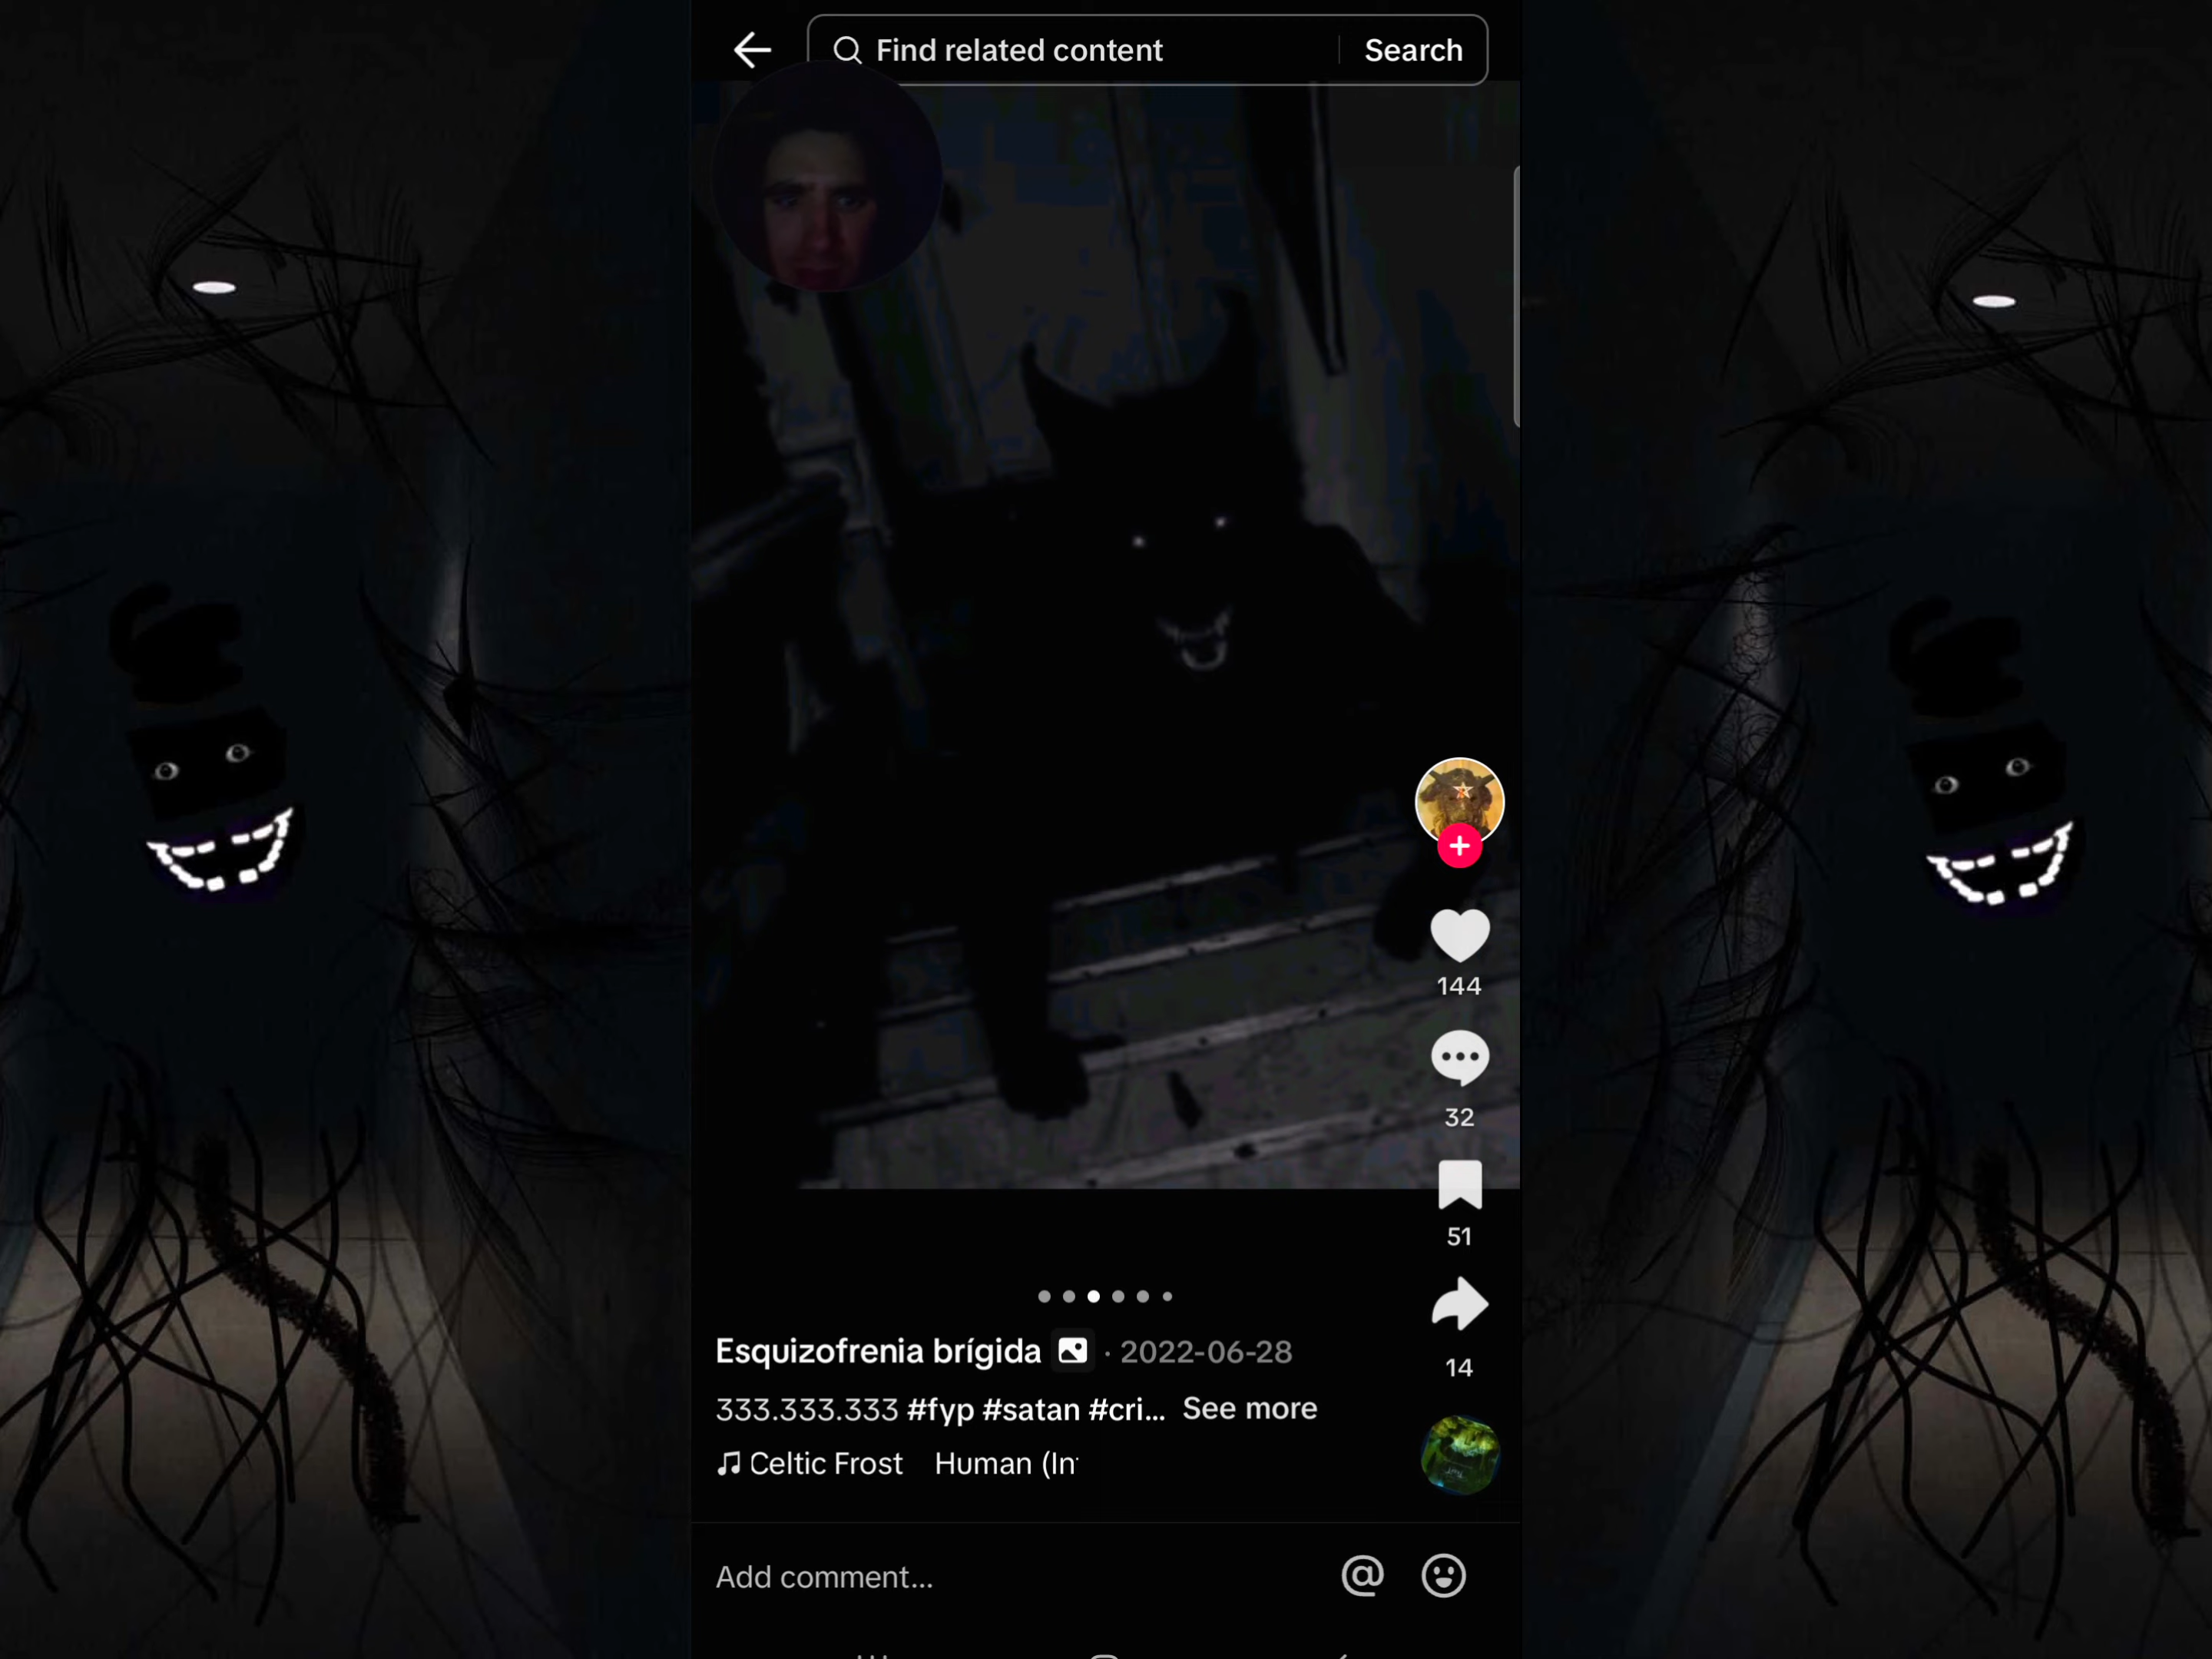 Find related content Search
144
32
51
14
Esquizofrenia brígida · 2022-06-28
333.333.333 #fyp #satan #cri... See more
Celtic Frost Human (In
Add comment...